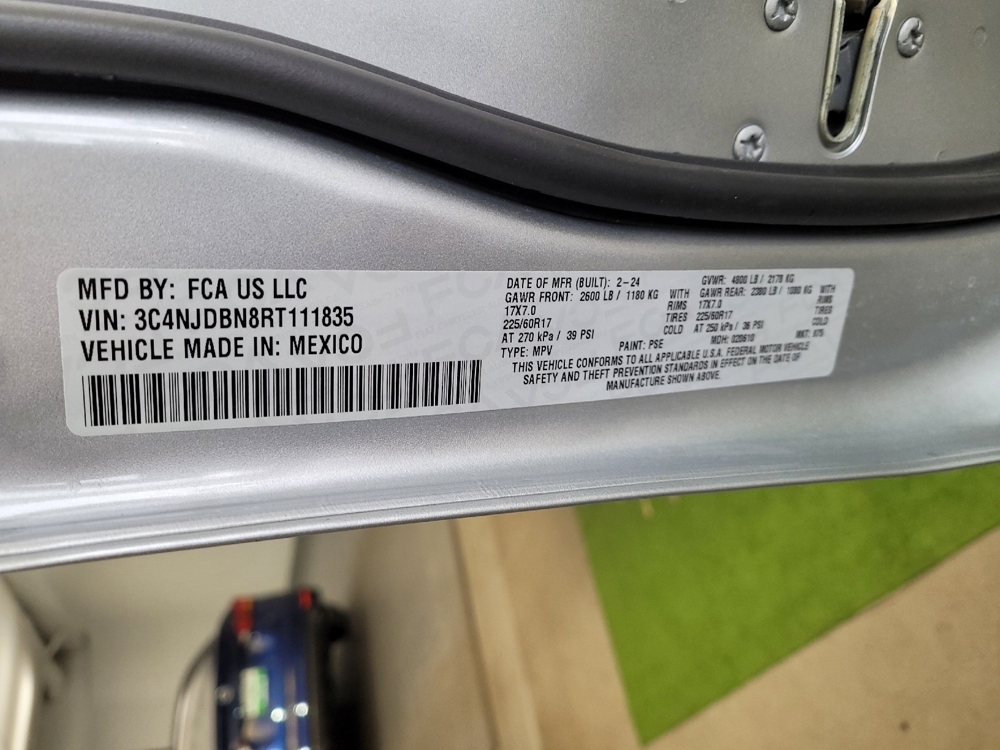 MFD BY: FCA US LLC
VIN: 3C4NJDBN8RT111835
VEHICLE MADE IN: MEXICO
DATE OF MFR (BUILT): 2-24 GVWR: 4800 LB / 2178 KG
GAWR FRONT: 2600 LB / 1180 KG WITH GAWR REAR: 2380 LB / 1080 KG WITH
17X7.0 RIMS 17X7.0 RIMS
225/60R17 TIRES 225/60R17 TIRES
AT 270 kPa / 39 PSI COLD AT 250 kPa / 36 PSI COLD
TYPE: MPV PAINT: PSE MDH: 020610 MKT:
THIS VEHICLE CONFORMS TO ALL APPLICABLE U.S.A. FEDERAL MOTOR VEHICLE
SAFETY AND THEFT PREVENTION STANDARDS IN EFFECT ON THE DATE OF
MANUFACTURE SHOWN ABOVE.